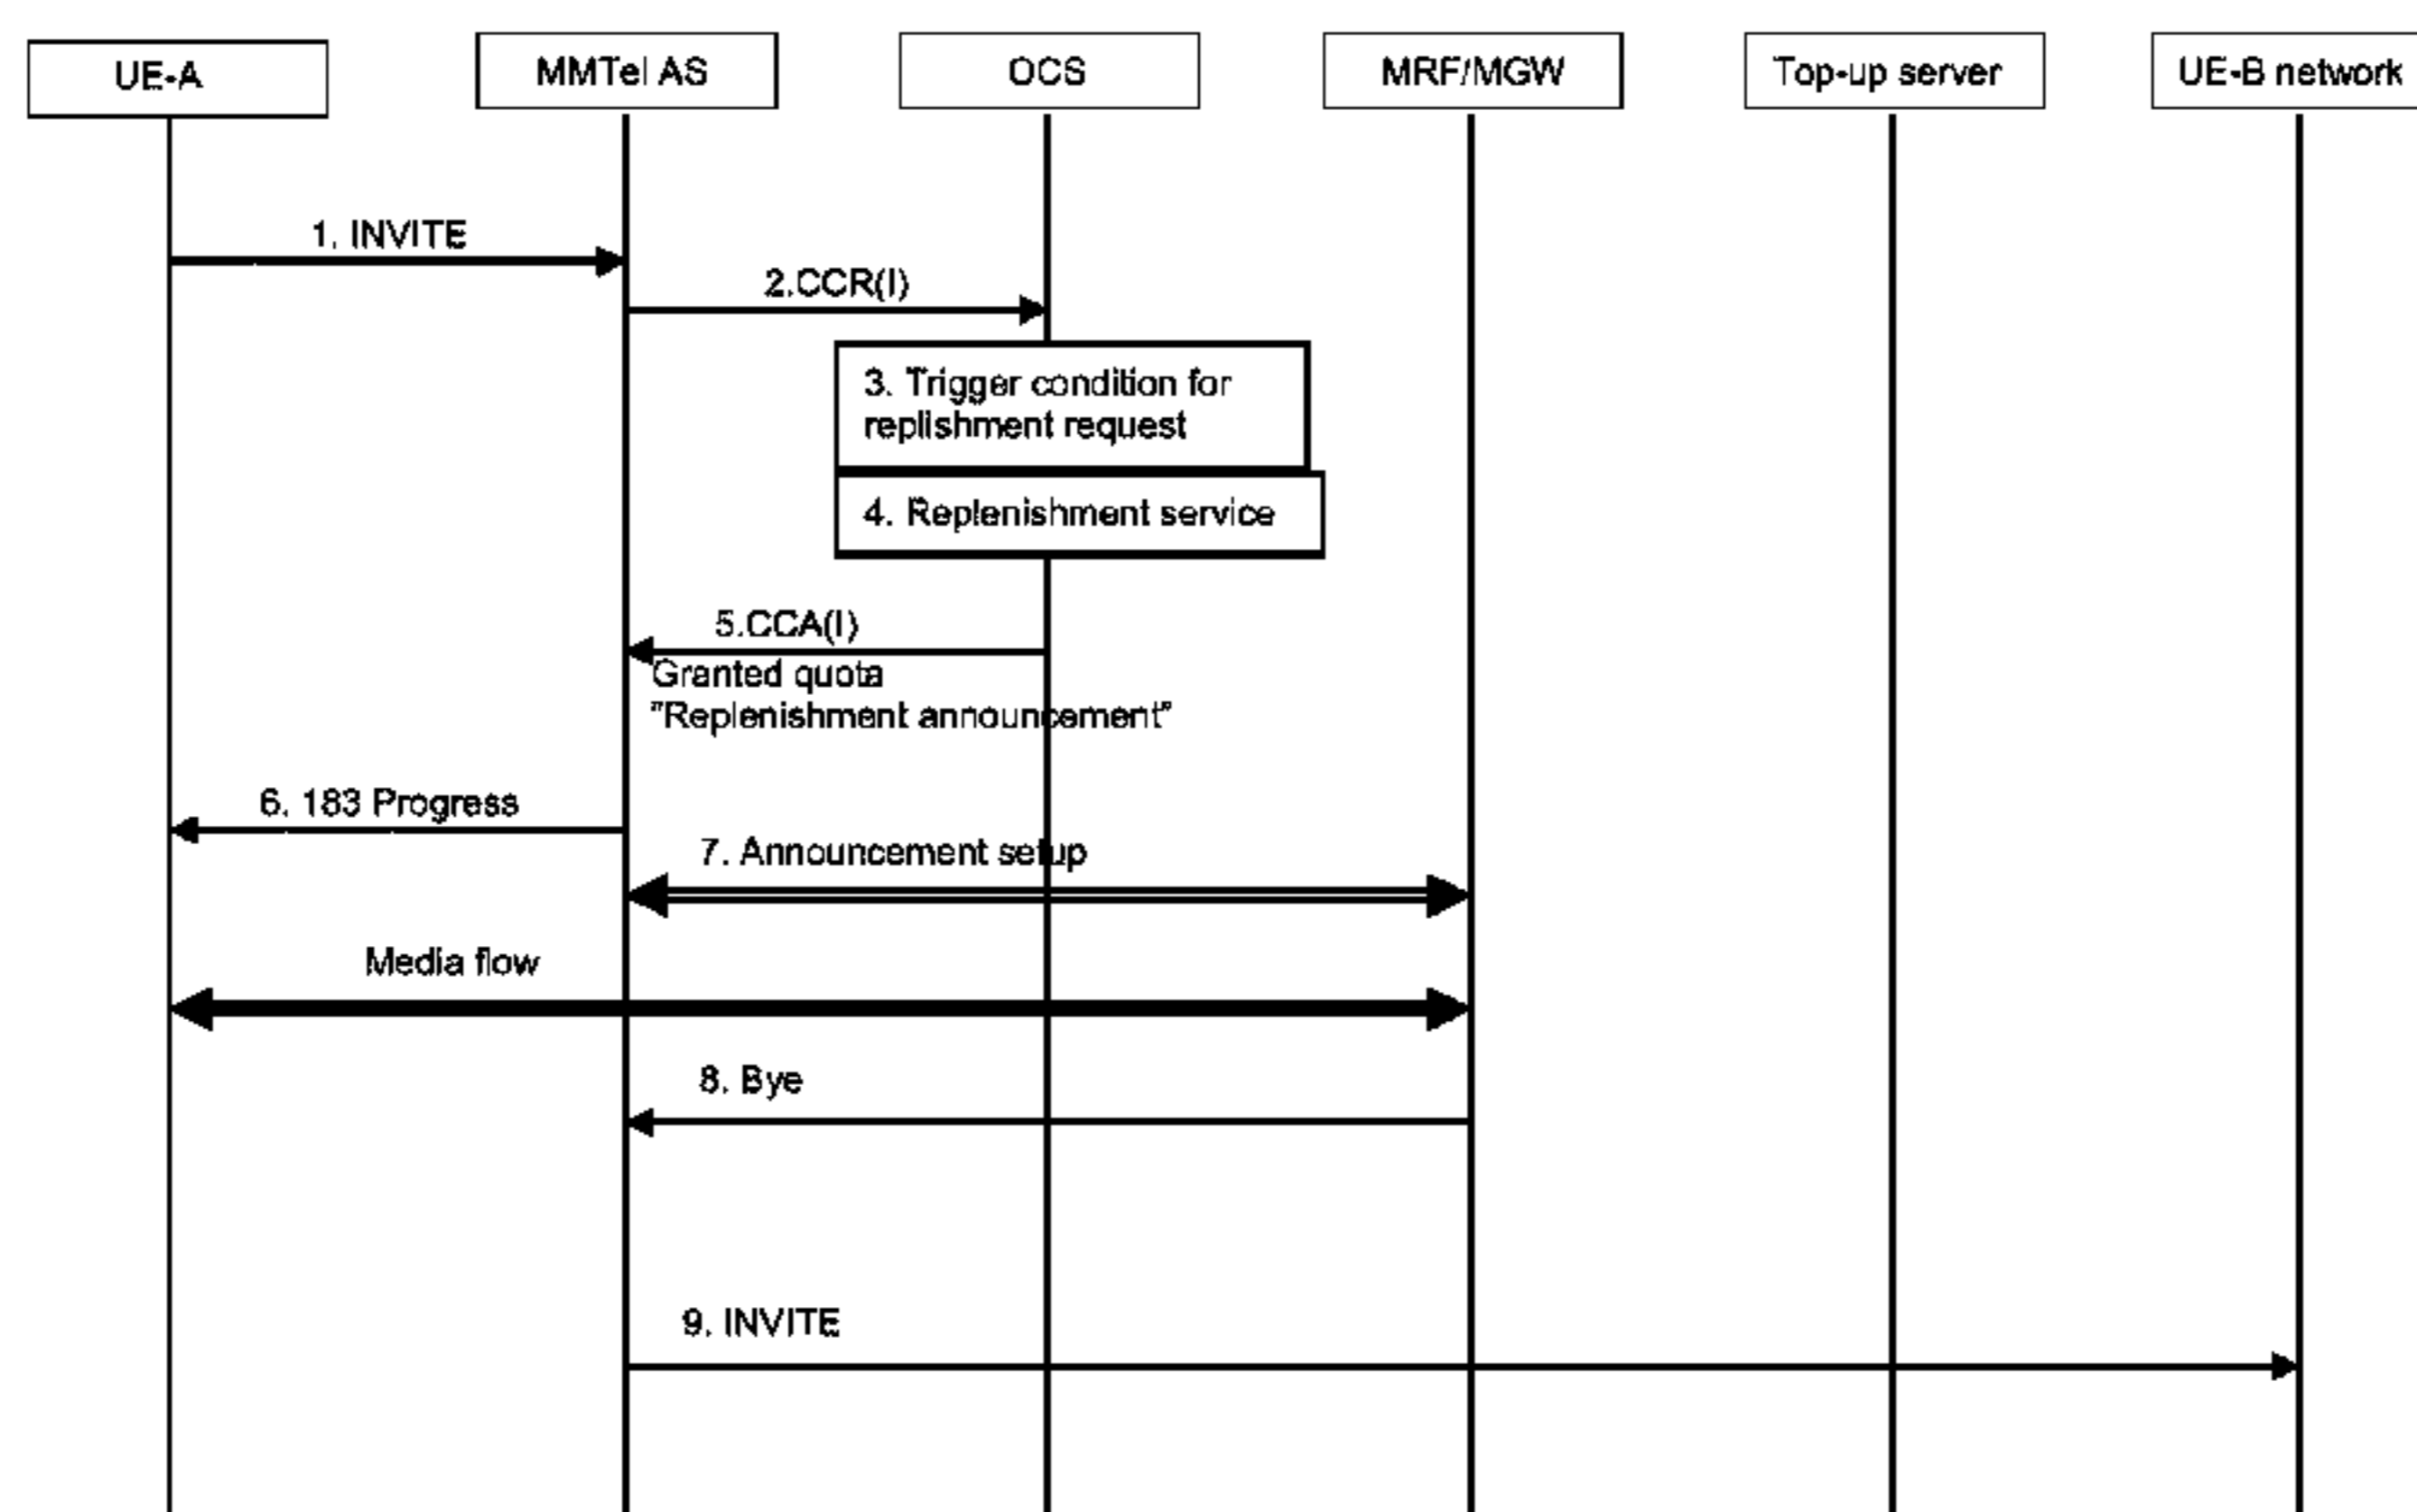 UE-A
MMTel AS
OCS
MRF/MGW
Top-up server
UE-B network
1. INVITE
2.CCR(I)
3. Trigger condition for
replishment request
4. Replenishment service
5.CCA(I)
Granted quota
"Replenishment announcement"
6. 183 Progress
7. Announcement setup
Media flow
8. Bye
9. INVITE